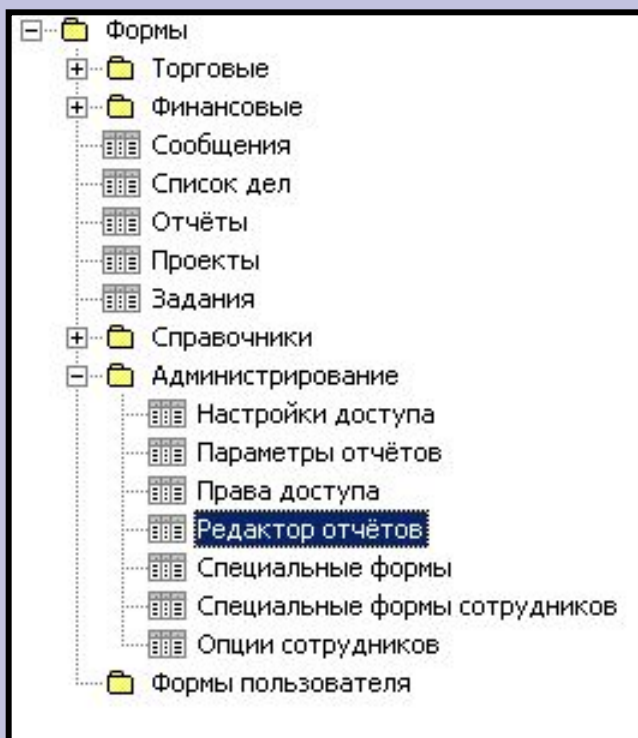 Формы
Торговые
Финансовые
Сообщения
Список дел
Отчёты
Проекты
Задания
Справочники
Администрирование
Настройки доступа
Параметры отчётов
Права доступа
Редактор отчётов
Специальные формы
Специальные формы сотрудников
Опции сотрудников
Формы пользователя